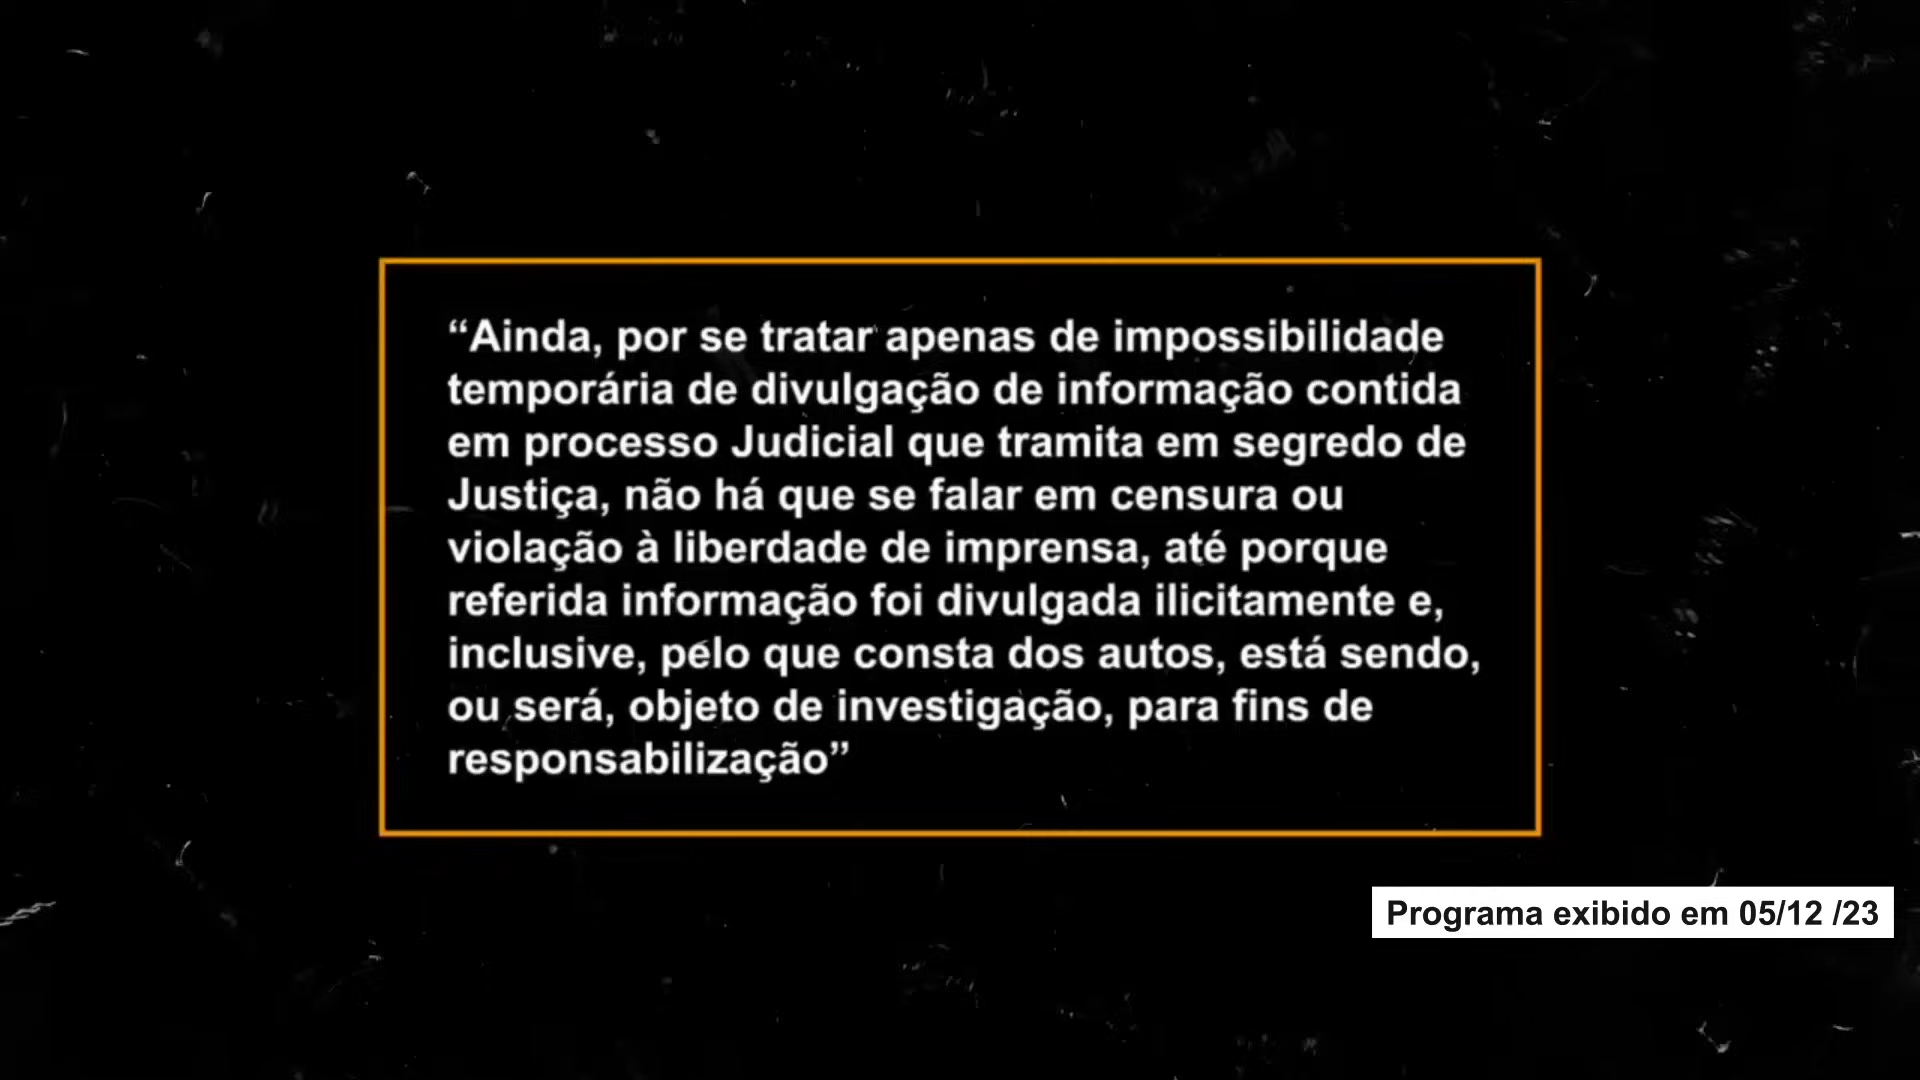 “Ainda, por se tratar apenas de impossibilidade
temporária de divulgação de informação contida
em processo Judicial que tramita em segredo de
Justiça, não há que se falar em censura ou
violação à liberdade de imprensa, até porque
referida informação foi divulgada ilicitamente e,
inclusive, pelo que consta dos autos, está sendo,
ou será, objeto de investigação, para fins de
responsabilização”
Programa exibido em 05/12 /23